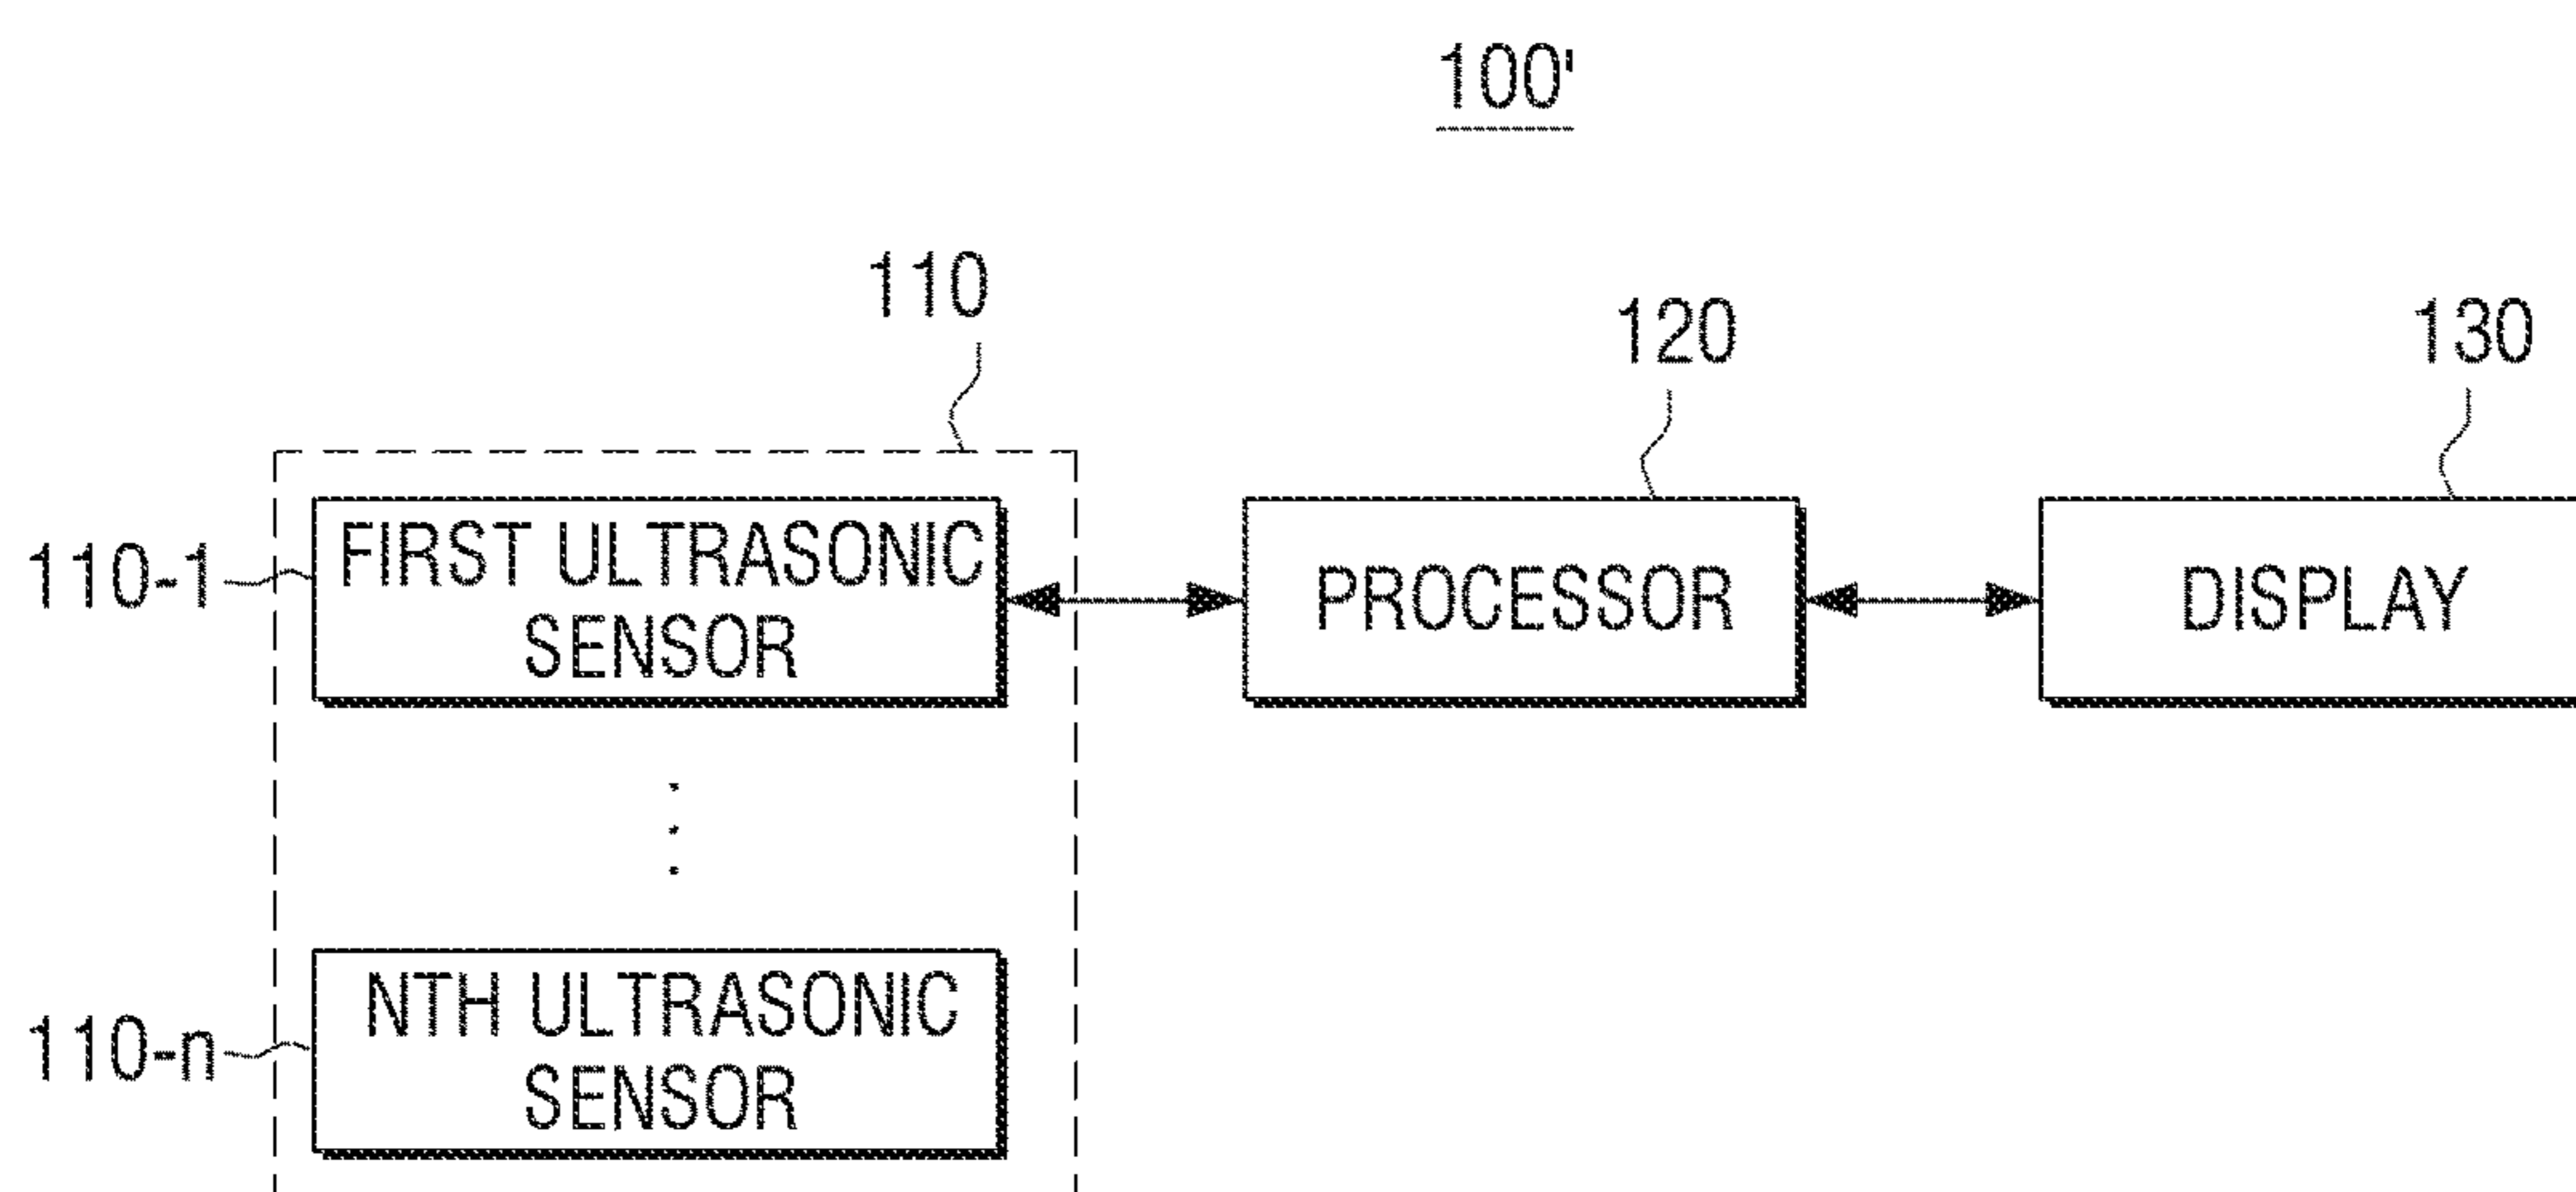 100'
110
120
130
110-1
FIRST ULTRASONIC
SENSOR
PROCESSOR
DISPLAY
110-n
NTH ULTRASONIC
SENSOR